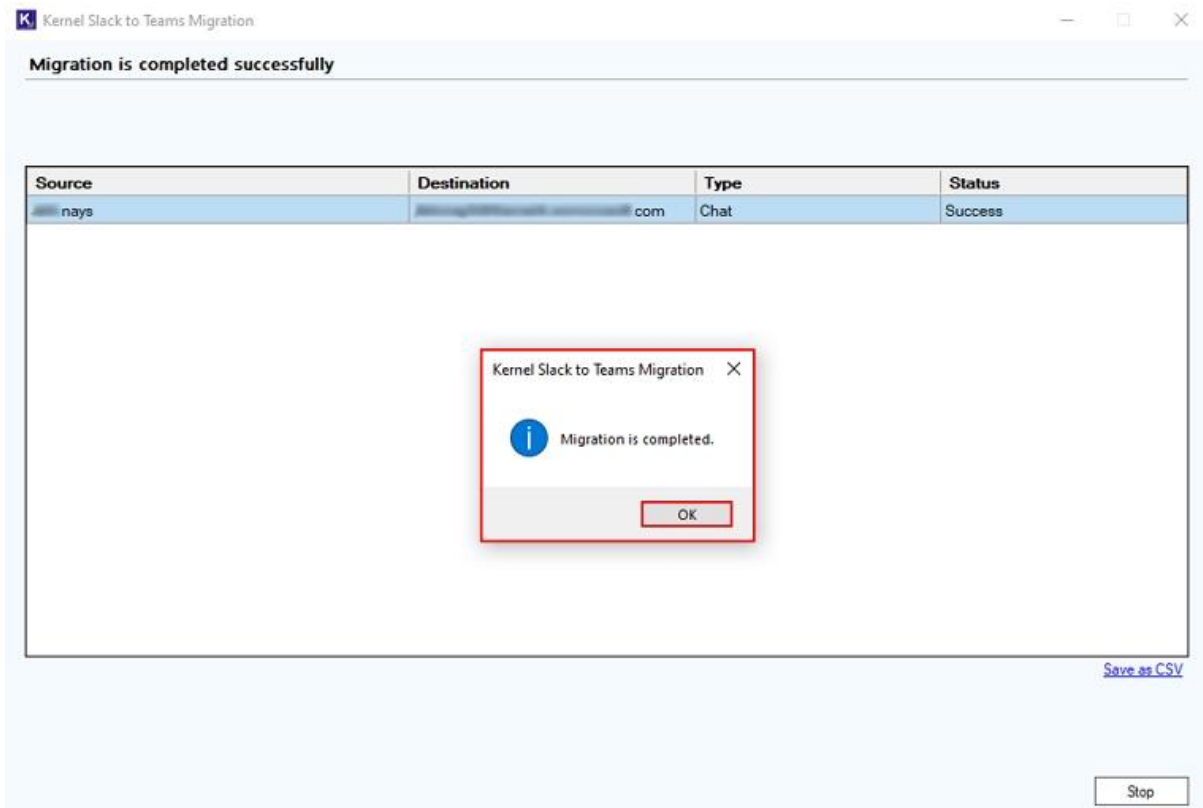 Kernel Slack to Teams Migration
Migration is completed successfully
Source Destination Type Status
nays com Chat Success
Kernel Slack to Teams Migration
Migration is completed.
OK
Save as CSV
Stop